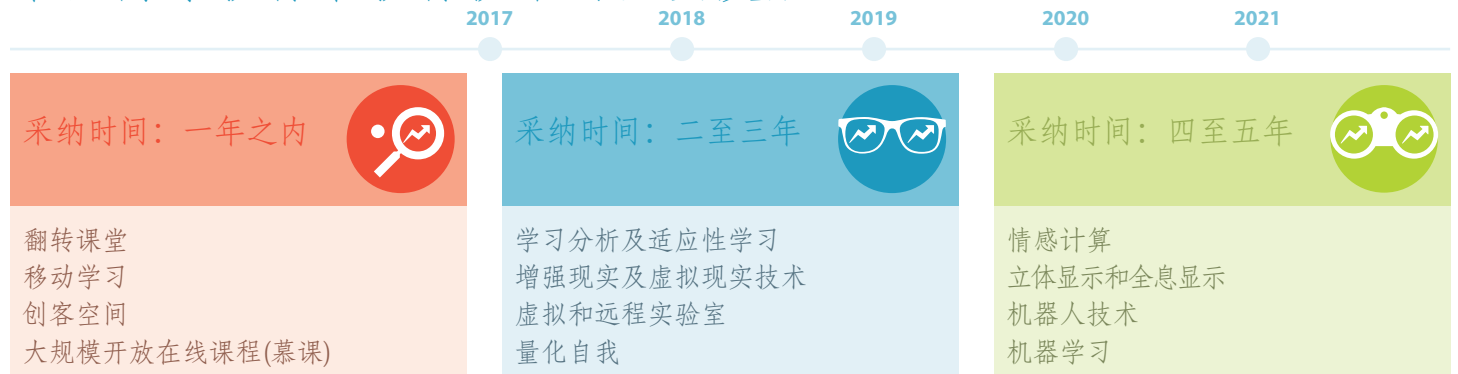 2017 2018 2019 2020 2021
采纳时间：一年之内
翻转课堂
移动学习
创客空间
大规模开放在线课程(慕课)
采纳时间：二至三年
学习分析及适应性学习
增强现实及虚拟现实技术
虚拟和远程实验室
量化自我
采纳时间：四至五年
情感计算
立体显示和全息显示
机器人技术
机器学习